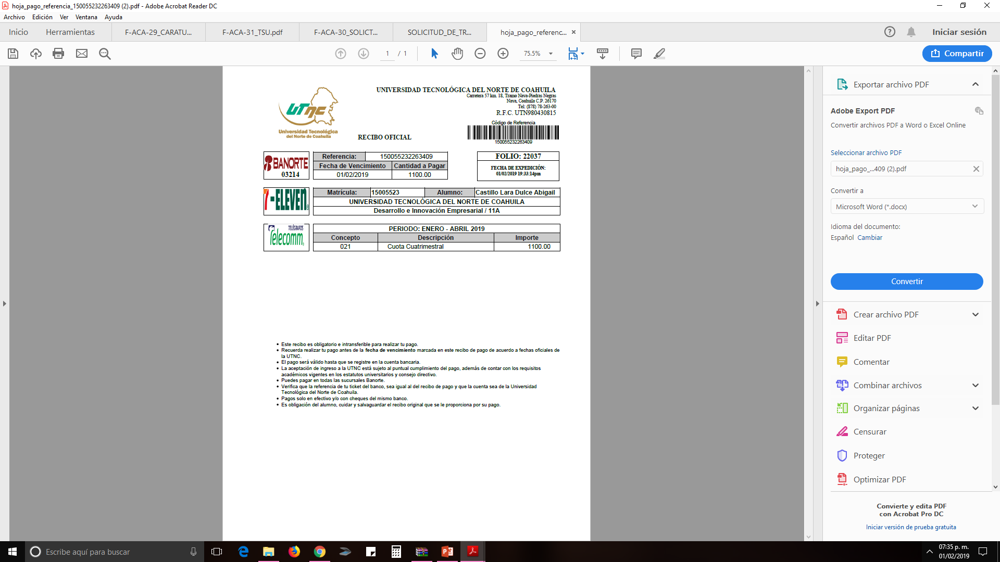 hoja_pago_referencia_150055232263409 (2).pdf - Adobe Acrobat Reader DC
Archivo Edición Ver Ventana Ayuda
Inicio Herramientas F-ACA-29_CARATU... F-ACA-31_TSU.pdf F-ACA-30_SOLICT... SOLICITUD_DE_TR... hoja_pago_referenc... Iniciar sesión
1 / 1 75.5% Compartir
UNIVERSIDAD TECNOLÓGICA DEL NORTE DE COAHUILA
Carretera 57 km. 18, Tramo Nava-Piedras Negras
Nava, Coahuila C.P. 26170
Tel: (878) 78-263-00
R.F.C. UTN980430815
Código de Referencia
150055232263409
UTNC
Universidad Tecnológica
del Norte de Coahuila
RECIBO OFICIAL
BANORTE
03214
Referencia: 150055232263409
Fecha de Vencimiento Cantidad a Pagar
01/02/2019 1100.00
FOLIO: 22037
FECHA DE EXPEDICIÓN:
01/02/2019 19:33:14pm
7-ELEVEn
Matrícula: 15005523 Alumno: Castillo Lara Dulce Abigail
UNIVERSIDAD TECNOLÓGICA DEL NORTE DE COAHUILA
Desarrollo e Innovación Empresarial / 11A
TELÉGRAFOS
Telecomm
PERIODO: ENERO - ABRIL 2019
Concepto Descripción Importe
021 Cuota Cuatrimestral 1100.00
• Este recibo es obligatorio e intransferible para realizar tu pago.
• Recuerda realizar tu pago antes de la fecha de vencimiento marcada en este recibo de pago de acuerdo a fechas oficiales de
la UTNC.
• El pago será válido hasta que se registre en la cuenta bancaria.
• La aceptación de ingreso a la UTNC está sujeto al puntual cumplimiento del pago, además de contar con los requisitos
académicos vigentes en los estatutos universitarios y consejo directivo.
• Puedes pagar en todas las sucursales Banorte.
• Verifica que la referencia de tu ticket del banco, sea igual al del recibo de pago y que la cuenta sea de la Universidad
Tecnológica del Norte de Coahuila.
• Pagos solo en efectivo y/o con cheques del mismo banco.
• Es obligación del alumno, cuidar y salvaguardar el recibo original que se le proporciona por su pago.
Exportar archivo PDF
Adobe Export PDF
Convertir archivos PDF a Word o Excel Online
Seleccionar archivo PDF
hoja_pago_...409 (2).pdf
Convertir a
Microsoft Word (*.docx)
Idioma del documento:
Español Cambiar
Convertir
Crear archivo PDF
Editar PDF
Comentar
Combinar archivos
Organizar páginas
Censurar
Proteger
Optimizar PDF
Convierte y edita PDF
con Acrobat Pro DC
Iniciar versión de prueba gratuita
Escribe aquí para buscar
07:35 p. m.
01/02/2019